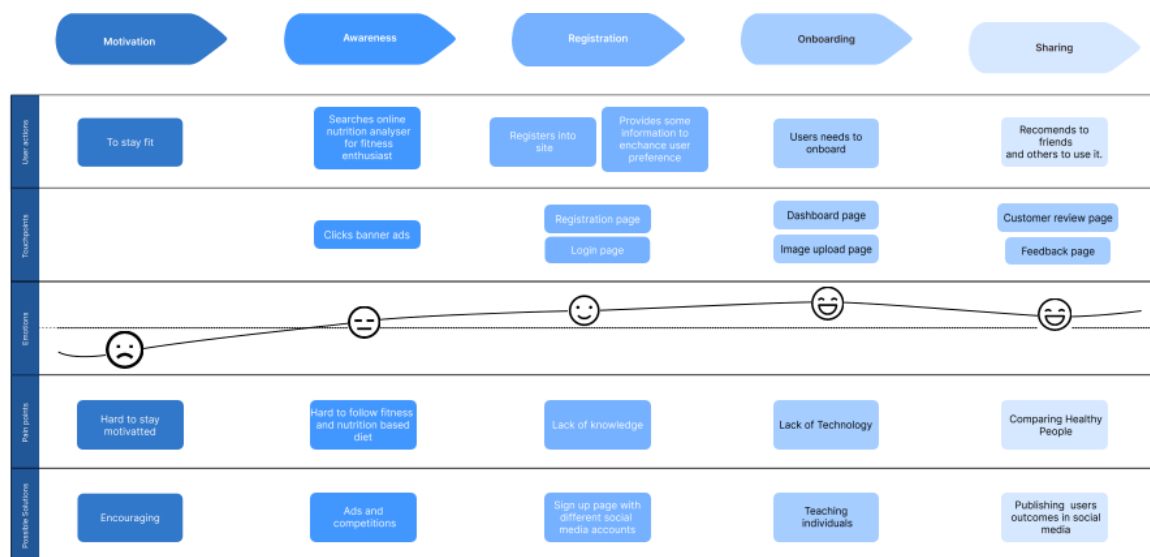 Motivation
Awareness
Registration
Onboarding
Sharing
User actions
To stay fit
Searches online
nutrition analyser
for fitness
enthusiast
Registers into
site
Provides some
information to
enchance user
preference
Users needs to
onboard
Recomends to
friends
and others to use it.
Touchpoints
Clicks banner ads
Registration page
Login page
Dashboard page
Image upload page
Customer review page
Feedback page
Emotions
Pain points
Hard to stay
motivatted
Hard to follow fitness
and nutrition based
diet
Lack of knowledge
Lack of Technology
Comparing Healthy
People
Possible Solutions
Encouraging
Ads and
competitions
Sign up page with
different social
media accounts
Teaching
individuals
Publishing users
outcomes in social
media